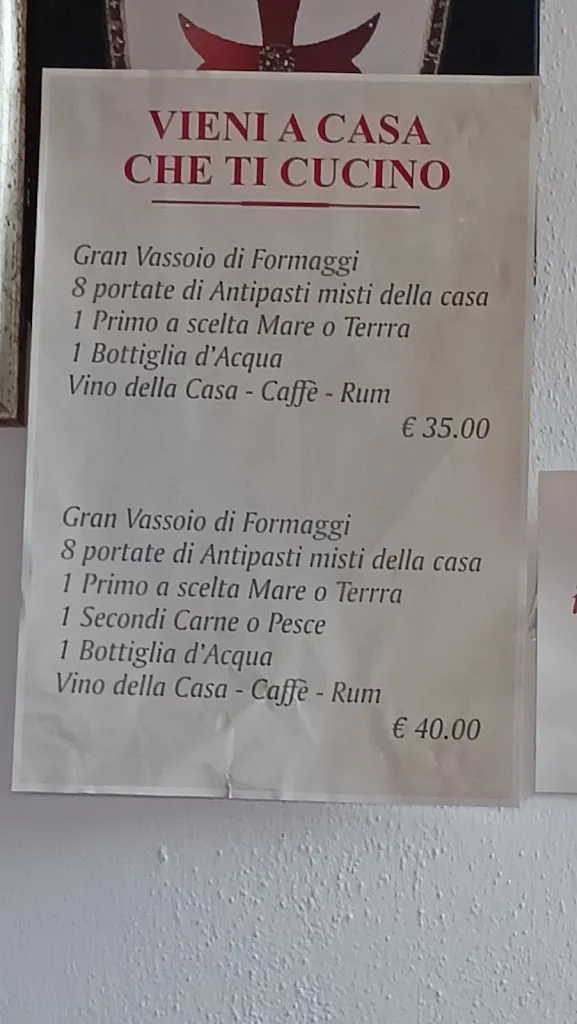 VIENI A CASA
CHE TI CUCINO
Gran Vassoio di Formaggi
8 portate di Antipasti misti della casa
1 Primo a scelta Mare o Terrra
1 Bottiglia d'Acqua
Vino della Casa - Caffè - Rum
€ 35.00
Gran Vassoio di Formaggi
8 portate di Antipasti misti della casa
1 Primo a scelta Mare o Terrra
1 Secondi Carne o Pesce
1 Bottiglia d'Acqua
Vino della Casa - Caffè - Rum
€ 40.00